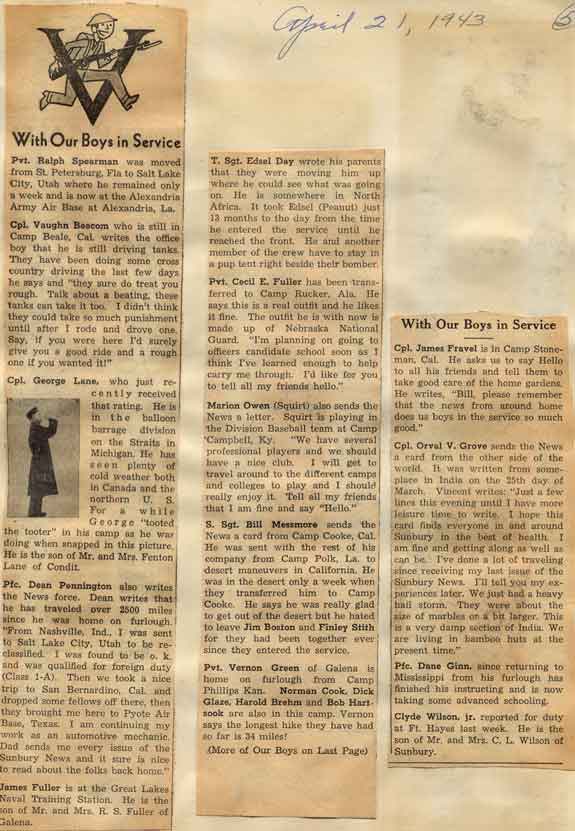 April 21, 1943
V
With Our Boys in Service
Pvt. Ralph Spearman was moved
from St. Petersburg, Fla to Salt Lake
City, Utah where he remained only
a week and is now at the Alexandria
Army Air Base at Alexandria, La.
Cpl. Vaughn Boscom who is still in
Camp Beale, Cal. writes the office
boy that he is still driving tanks.
They have been doing some cross
country driving the last few days
he says and "they sure do treat you
rough. Talk about a beating, these
tanks can take it too. I didn't think
they could take so much punishment
until after I rode and drove one.
Say, if you were here I'd surely
give you a good ride and a rough
one if you wanted it!"
Cpl. George Lane, who just re-
cently received
that rating. He is
in the balloon
barrage division
on the Straits in
Michigan. He has
seen plenty of
cold weather both
in Canada and the
northern U. S.
For a while
George "tooted
the tooter" in his camp as he was
doing when snapped in this picture.
He is the son of Mr. and Mrs. Fenton
Lane of Condit.
Pfc. Dean Pennington also writes
the News force. Dean writes that
he has traveled over 2500 miles
since he was home on furlough.
"From Nashville, Ind., I was sent
to Salt Lake City, Utah to be re-
classified. I was found to be o. k.
and was qualified for foreign duty
(Class 1-A). Then we took a nice
trip to San Bernardino, Cal. and
dropped some fellows off there, then
they brought me here to Pyote Air
Base, Texas. I am continuing my
work as an automotive mechanic.
Dad sends me every issue of the
Sunbury News and it sure is nice
to read about the folks back home."
James Fuller is at the Great Lakes
Naval Training Station. He is the
son of Mr. and Mrs. R. S. Fuller of
Galena.
T. Sgt. Edsel Day wrote his parents
that they were moving him up
where he could see what was going
on. He is somewhere in North
Africa. It took Edsel (Peanut) just
13 months to the day from the time
he entered the service until he
reached the front. He and another
member of the crew have to stay in
a pup tent right beside their bomber.
Pvt. Cecil E. Fuller has been trans-
ferred to Camp Rucker, Ala. He
says this is a real outfit and he likes
it fine. The outfit he is with now is
made up of Nebraska National
Guard. "I'm planning on going to
officers candidate school soon as I
think I've learned enough to help
carry me through. I'd like for you
to tell all my friends hello."
Marion Owen (Squirt) also sends the
News a letter. Squirt is playing in
the Division Baseball team at Camp
Campbell, Ky. "We have several
professional players and we should
have a nice club. I will get to
travel around to the different camps
and colleges to play and I should
really enjoy it. Tell all my friends
that I am fine and say "Hello."
S. Sgt. Bill Messmore sends the
News a card from Camp Cooke, Cal.
He was sent with the rest of his
company from Camp Polk, La. to
desert maneuvers in California. He
was in the desert only a week when
they transferred him to Camp
Cooke. He says he was really glad
to get out of the desert but he hated
to leave Jim Boston and Finley Stith
for they had been together ever
since they entered the service.
Pvt. Vernon Green of Galena is
home on furlough from Camp
Phillips Kan. Norman Cook, Dick
Glaze, Harold Brehm and Bob Hart-
sook are also in this camp. Vernon
says the longest hike they have had
so far is 34 miles!
(More of Our Boys on Last Page)
With Our Boys in Service
Cpl. James Fravel is in Camp Stone-
man, Cal. He asks us to say Hello
to all his friends and tell them to
take good care of the home gardens.
He writes, "Bill, please remember
that the news from around home
does us boys in the service so much
good."
Cpl. Orval V. Grove sends the News
a card from the other side of the
world. It was written from some-
place in India on the 25th day of
March. Vincent writes: "Just a few
lines this evening until I have more
leisure time to write. I hope this
card finds everyone in and around
Sunbury in the best of health. I
am fine and getting along as well as
can be. I've done a lot of traveling
since receiving my last issue of the
Sunbury News. I'll tell you my ex-
periences later. We just had a heavy
hail storm. They were about the
size of marbles or a bit larger. This
is a very damp section of India. We
are living in bamboo huts at the
present time."
Pfc. Dane Ginn, since returning to
Mississippi from his furlough has
finished his instructing and is now
taking some advanced schooling.
Clyde Wilson, jr. reported for duty
at Ft. Hayes last week. He is the
son of Mr. and Mrs. C. L. Wilson of
Sunbury.